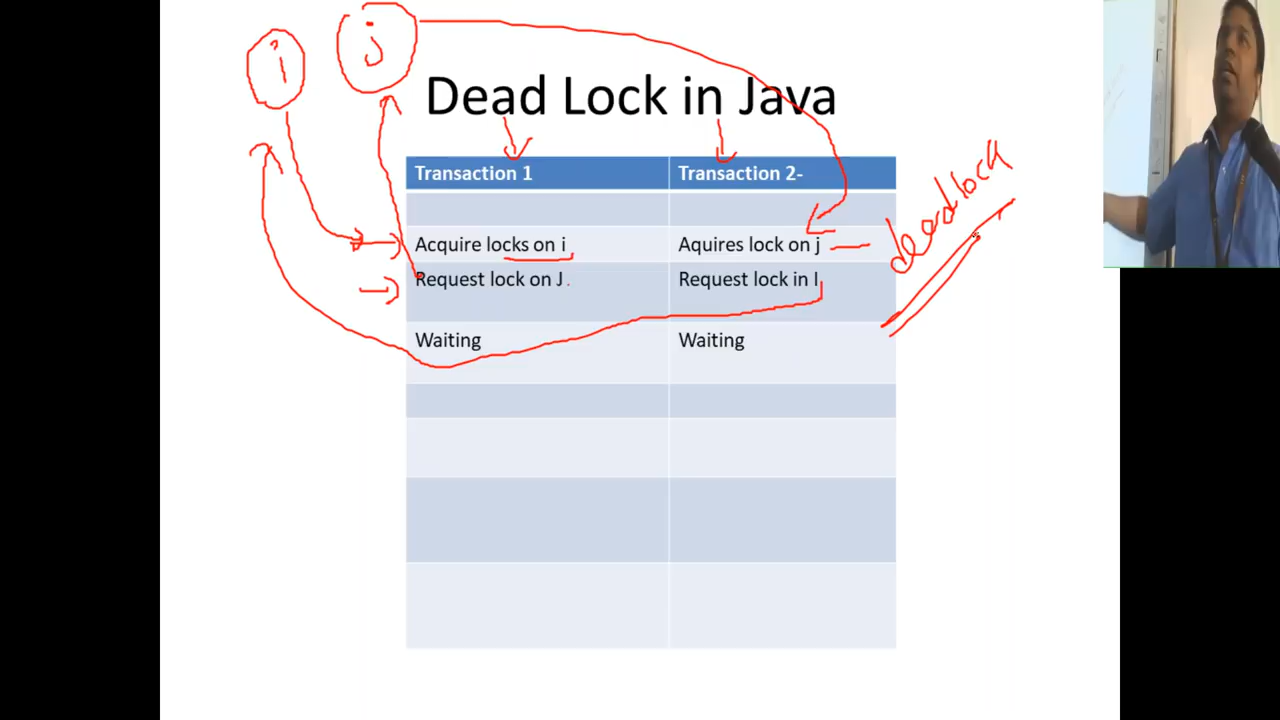 i j
Dead Lock in Java
Transaction 1 Transaction 2-
Acquire locks on i Aquires lock on j
Request lock on J Request lock in I
Waiting Waiting
deadlock